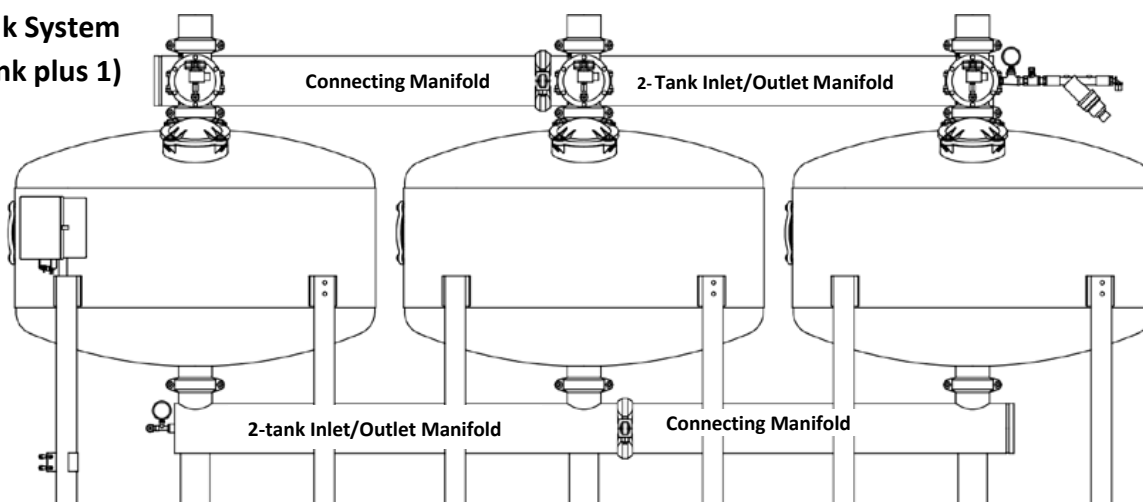 k System
nk plus 1)
Connecting Manifold
2-Tank Inlet/Outlet Manifold
2-tank Inlet/Outlet Manifold
Connecting Manifold